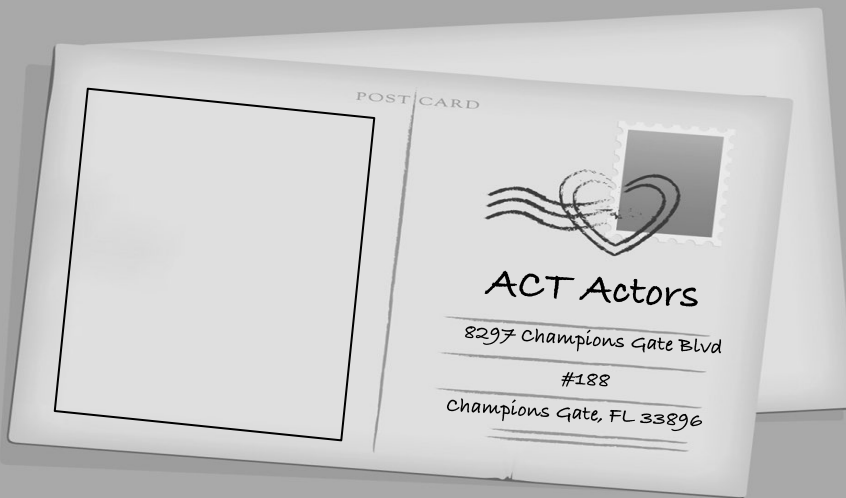 POST CARD
ACT Actors
8297 Champions Gate Blvd
#188
Champions Gate, FL 33896